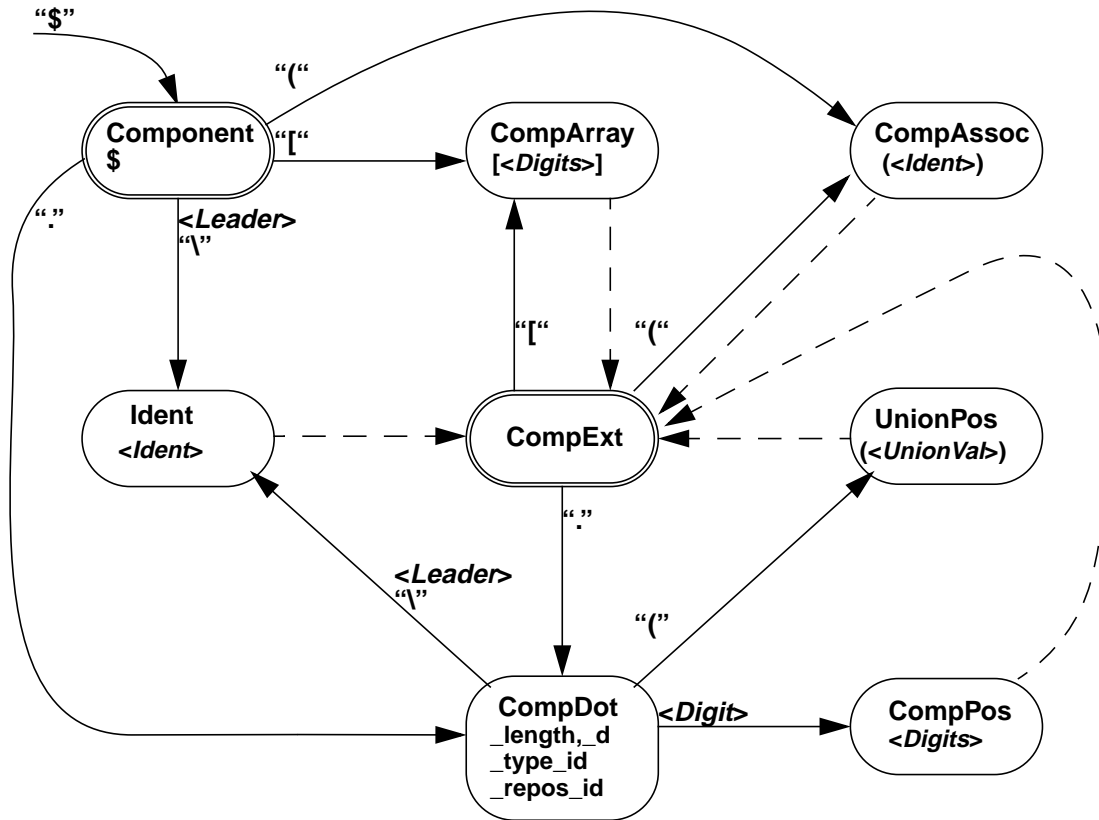 “$”
“(“
Component
$
“[“
CompArray
[<Digits>]
CompAssoc
(<Ident>)
“.”
<Leader>
“\”
“[“
“(“
Ident
<Ident>
CompExt
UnionPos
(<UnionVal>)
“.”
<Leader>
“\”
“(”
CompDot
_length,_d
_type_id
_repos_id
<Digit>
CompPos
<Digits>